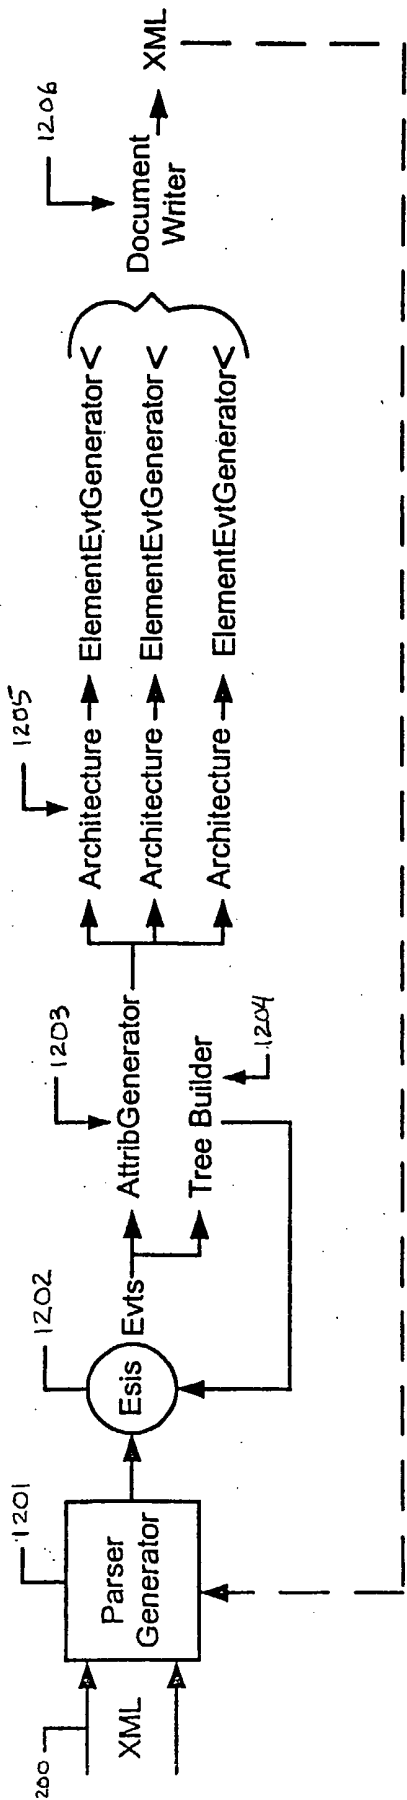 200
XML
1201
Parser
Generator
1202
Esis
Evts
1203
AttribGenerator
Tree Builder
1204
1205
Architecture
ElementEvtGenerator<
Architecture
ElementEvtGenerator<
Architecture
ElementEvtGenerator<
1206
Document
Writer
XML